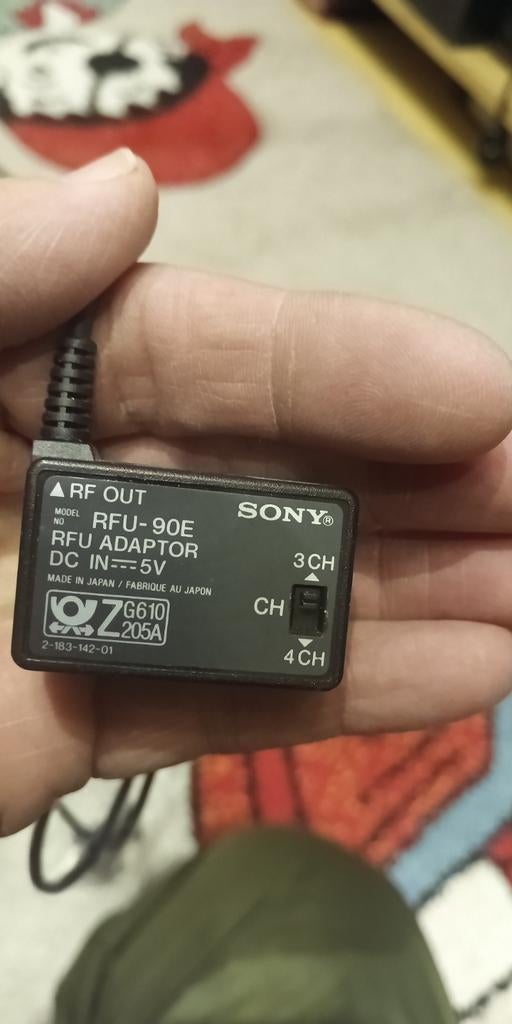 ▲RF OUT
SONY®
MODEL NO RFU-90E
RFU ADAPTOR
DC IN⎓5V
MADE IN JAPAN / FABRIQUE AU JAPON
3CH
▲
CH
▼
4CH
Z G610 205A
2-183-142-01